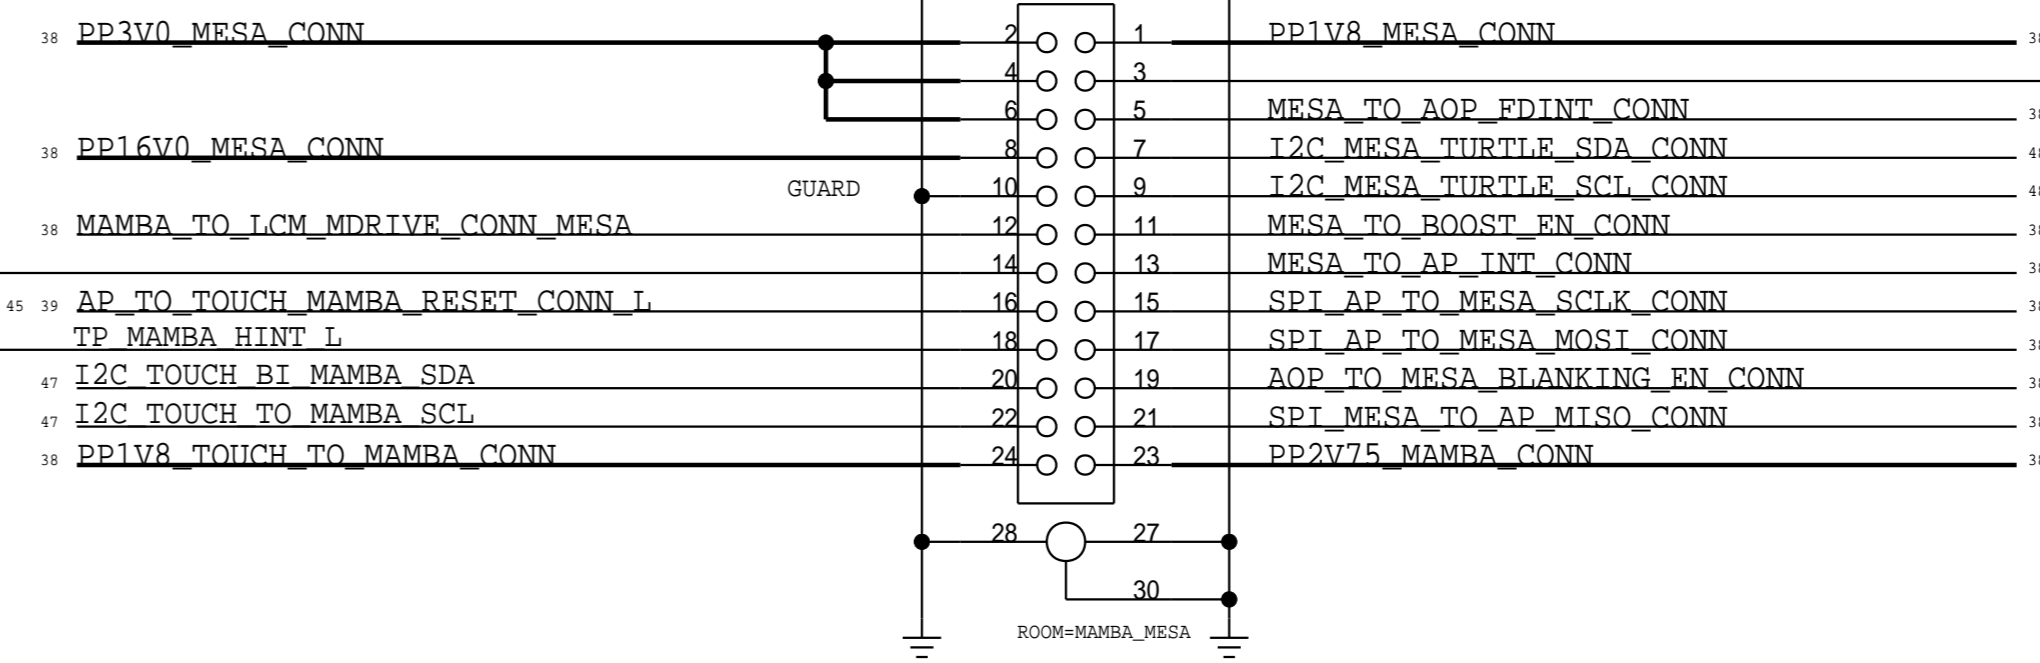 38 PP3V0_MESA_CONN 2 1 PP1V8_MESA_CONN
4 3
6 5 MESA_TO_AOP_FDINT_CONN
38 PP16V0_MESA_CONN 8 7 I2C_MESA_TURTLE_SDA_CONN
GUARD 10 9 I2C_MESA_TURTLE_SCL_CONN
38 MAMBA_TO_LCM_MDRIVE_CONN_MESA 12 11 MESA_TO_BOOST_EN_CONN
14 13 MESA_TO_AP_INT_CONN
45 39 AP_TO_TOUCH_MAMBA_RESET_CONN_L 16 15 SPI_AP_TO_MESA_SCLK_CONN
TP_MAMBA_HINT_L 18 17 SPI_AP_TO_MESA_MOSI_CONN
47 I2C_TOUCH_BI_MAMBA_SDA 20 19 AOP_TO_MESA_BLANKING_EN_CONN
47 I2C_TOUCH_TO_MAMBA_SCL 22 21 SPI_MESA_TO_AP_MISO_CONN
38 PP1V8_TOUCH_TO_MAMBA_CONN 24 23 PP2V75_MAMBA_CONN
28 27
30
ROOM=MAMBA_MESA